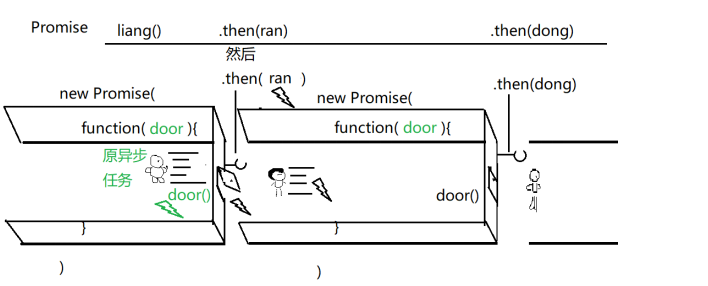 Promise liang() .then(ran) .then(dong)
然后
.then( ran ) .then(dong)
new Promise( new Promise(
function( door ){ function( door ){
原异步
任务
door() door()
} }
) )